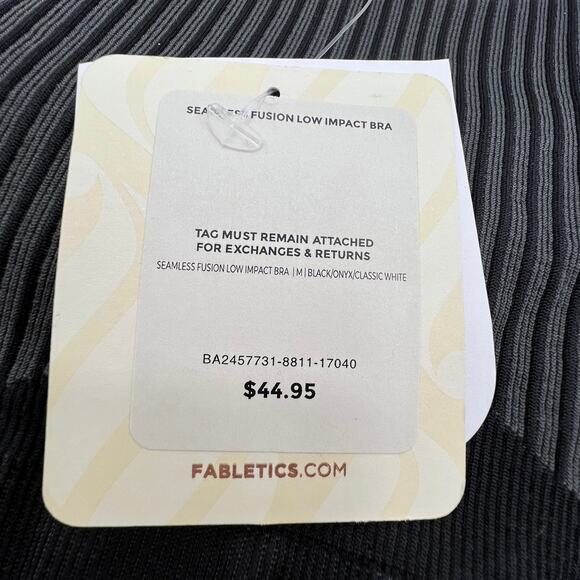 SEAMLESS FUSION LOW IMPACT BRA
TAG MUST REMAIN ATTACHED
FOR EXCHANGES & RETURNS
SEAMLESS FUSION LOW IMPACT BRA | M | BLACK/ONYX/CLASSIC WHITE
BA2457731-8811-17040
$44.95
FABLETICS.COM